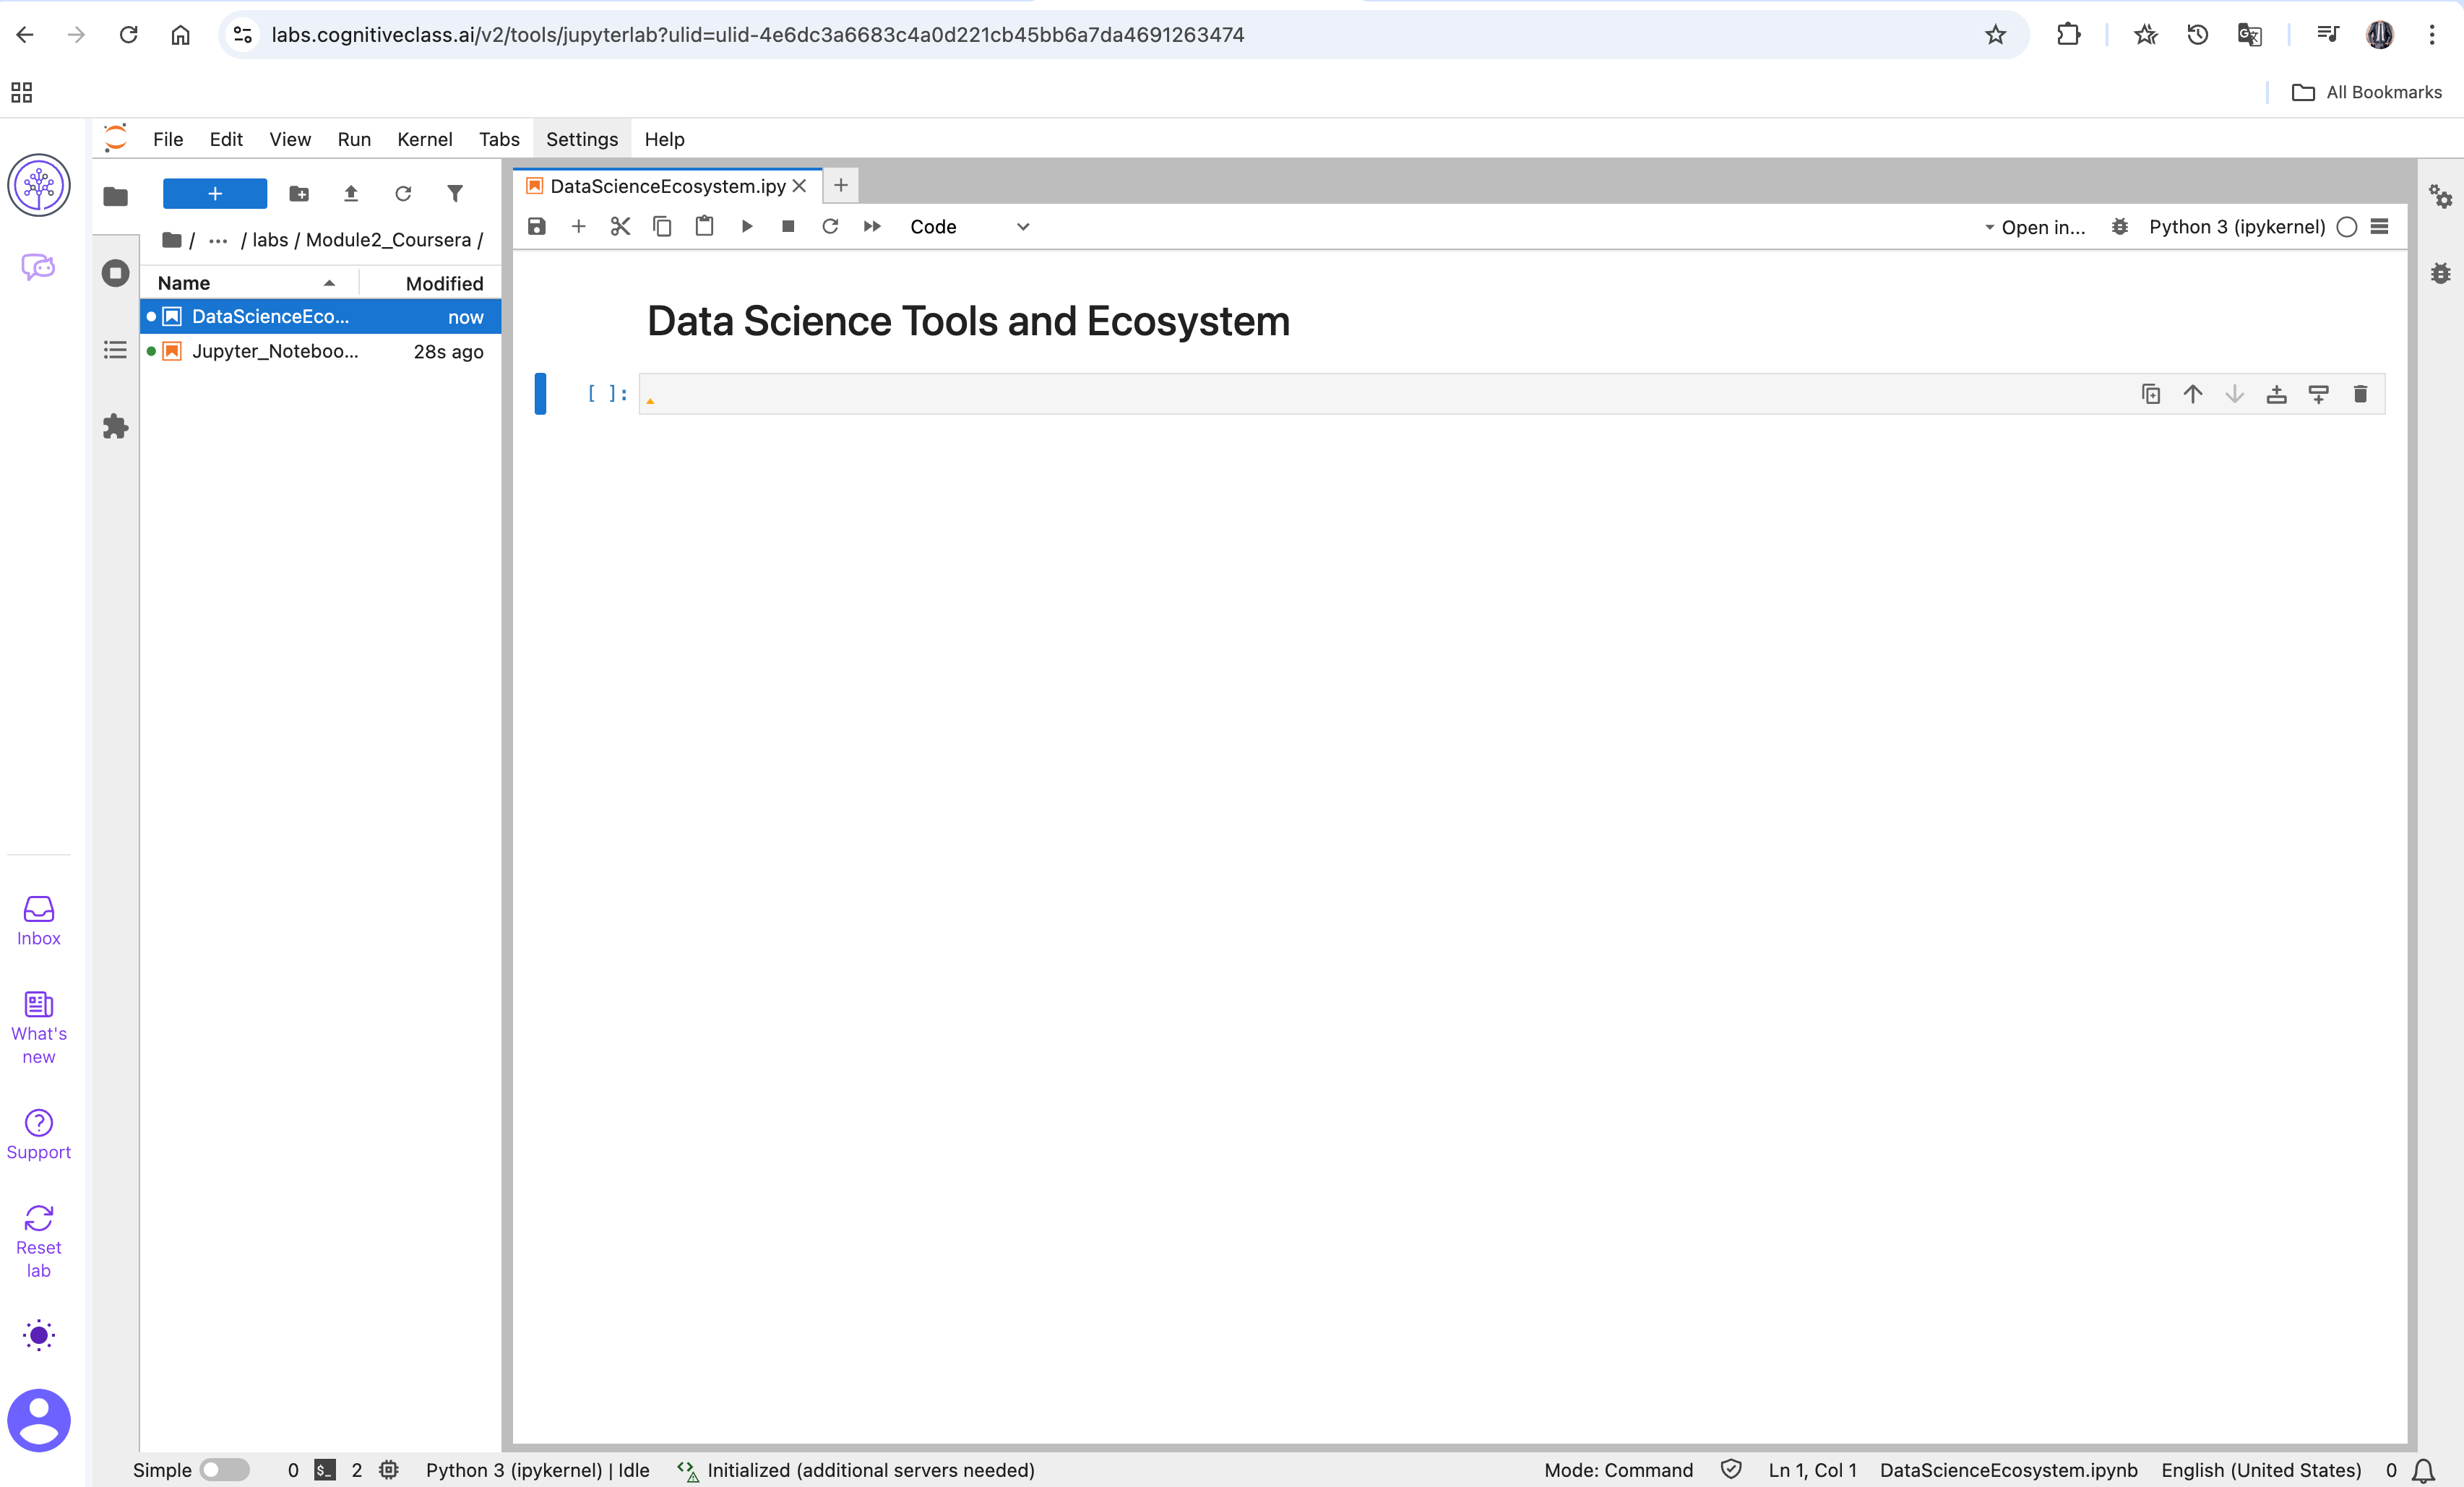 labs.cognitiveclass.ai/v2/tools/jupyterlab?ulid=ulid-4e6dc3a6683c4a0d221cb45bb6a7da4691263474
All Bookmarks
File Edit View Run Kernel Tabs Settings Help
DataScienceEcosystem.ipy
Code
Open in...
Python 3 (ipykernel)
/ ... / labs / Module2_Coursera /
Name Modified
DataScienceEco... now
Jupyter_Noteboo... 28s ago
Data Science Tools and Ecosystem
[ ]:
Inbox
What's
new
Support
Reset
lab
Simple 0 $_ 2 Python 3 (ipykernel) | Idle Initialized (additional servers needed) Mode: Command Ln 1, Col 1 DataScienceEcosystem.ipynb English (United States) 0